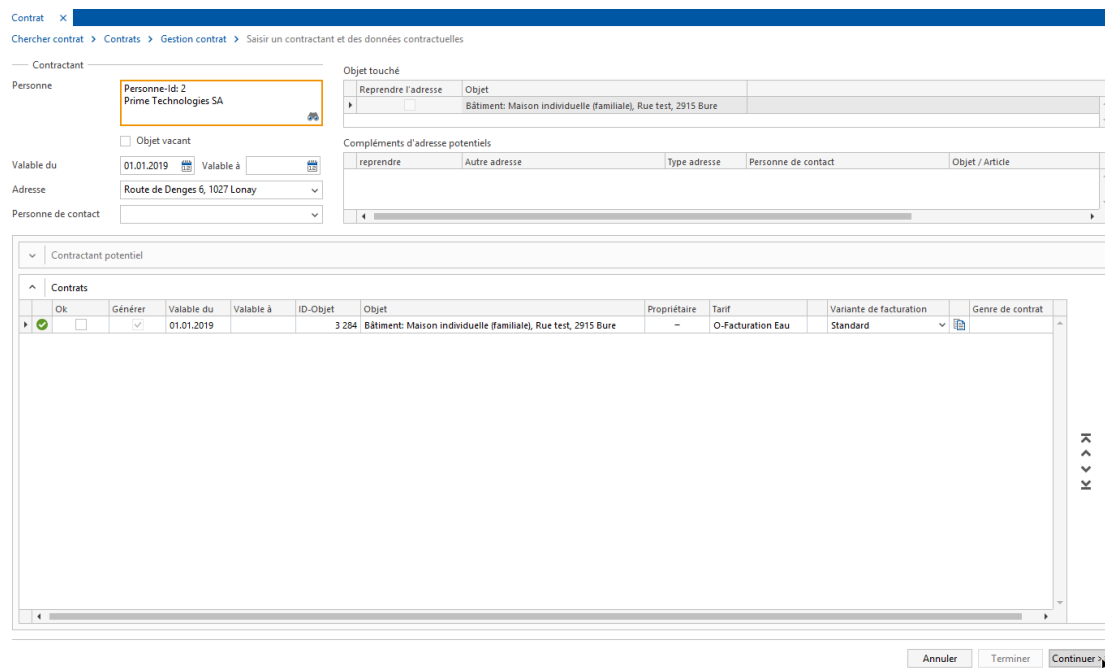 Contrat ×
Chercher contrat > Contrats > Gestion contrat > Saisir un contractant et des données contractuelles
Contractant
Personne
Personne-Id: 2
Prime Technologies SA
Objet vacant
Valable du 01.01.2019 Valable à
Adresse Route de Denges 6, 1027 Lonay
Personne de contact
Objet touché
Reprendre l'adresse Objet
Bâtiment: Maison individuelle (familiale), Rue test, 2915 Bure
Compléments d'adresse potentiels
reprendre Autre adresse Type adresse Personne de contact Objet / Article
Contractant potentiel
Contrats
Ok Générer Valable du Valable à ID-Objet Objet Propriétaire Tarif Variante de facturation Genre de contrat
01.01.2019 3 284 Bâtiment: Maison individuelle (familiale), Rue test, 2915 Bure – O-Facturation Eau Standard
Annuler Terminer Continuer >